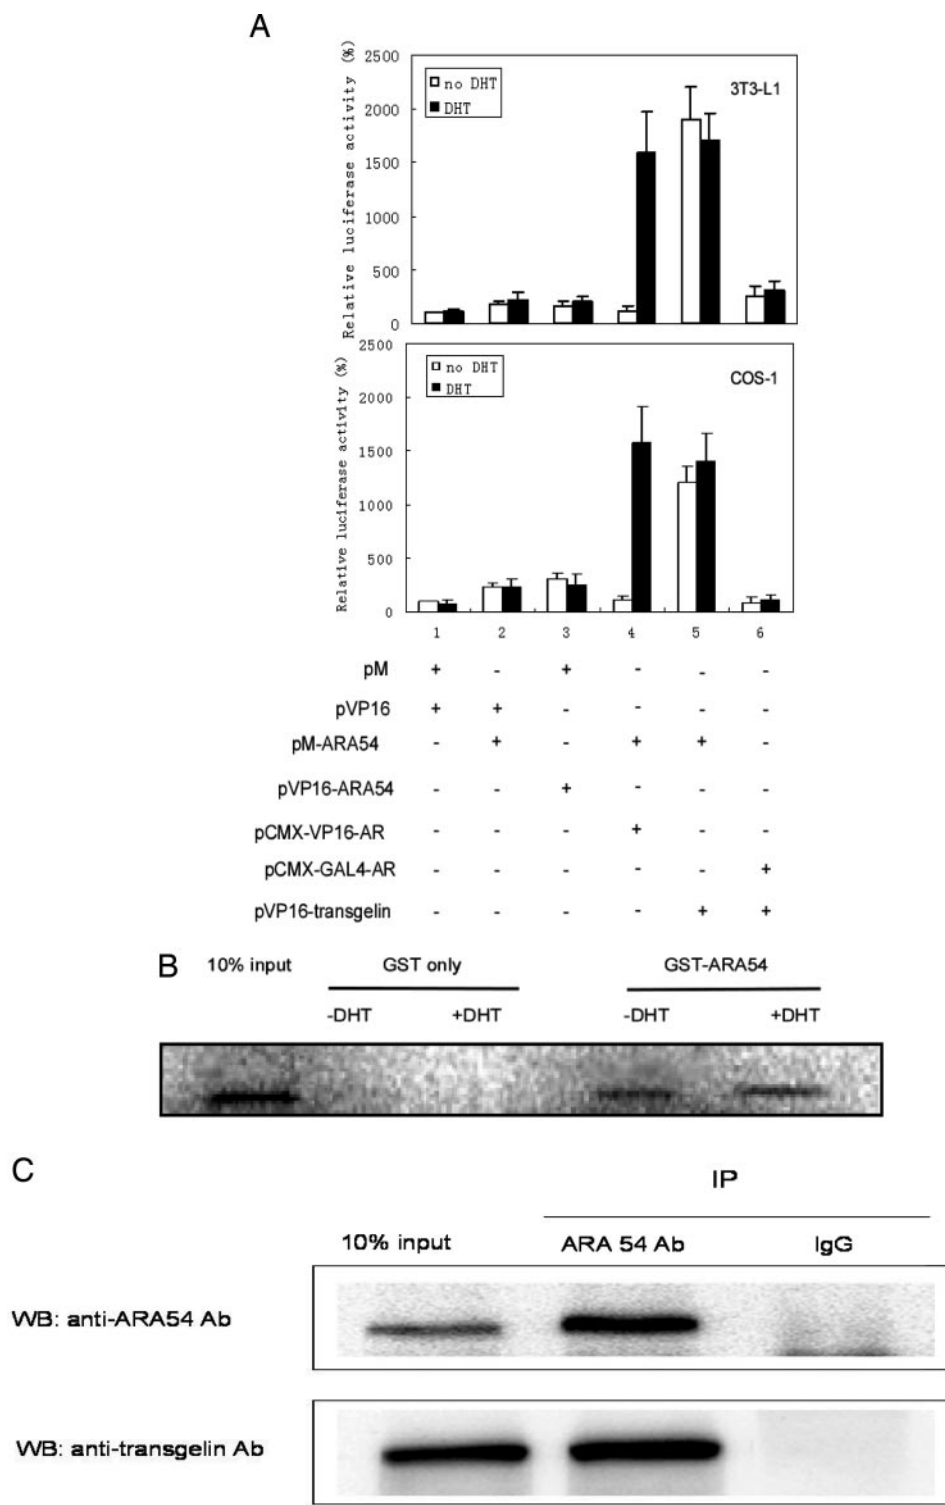 A
Relative luciferase activity (%)
2500
2000
1500
1000
500
0
no DHT
DHT
3T3-L1
Relative luciferase activity (%)
2500
2000
1500
1000
500
0
no DHT
DHT
COS-1
1 2 3 4 5 6
pM + - + - - -
pVP16 + + - - - -
pM-ARA54 - + - + + -
pVP16-ARA54 - - + - - -
pCMX-VP16-AR - - - + - -
pCMX-GAL4-AR - - - - - +
pVP16-transgelin - - - - + +
B
10% input GST only GST-ARA54
-DHT +DHT -DHT +DHT
C
IP
10% input ARA 54 Ab IgG
WB: anti-ARA54 Ab
WB: anti-transgelin Ab